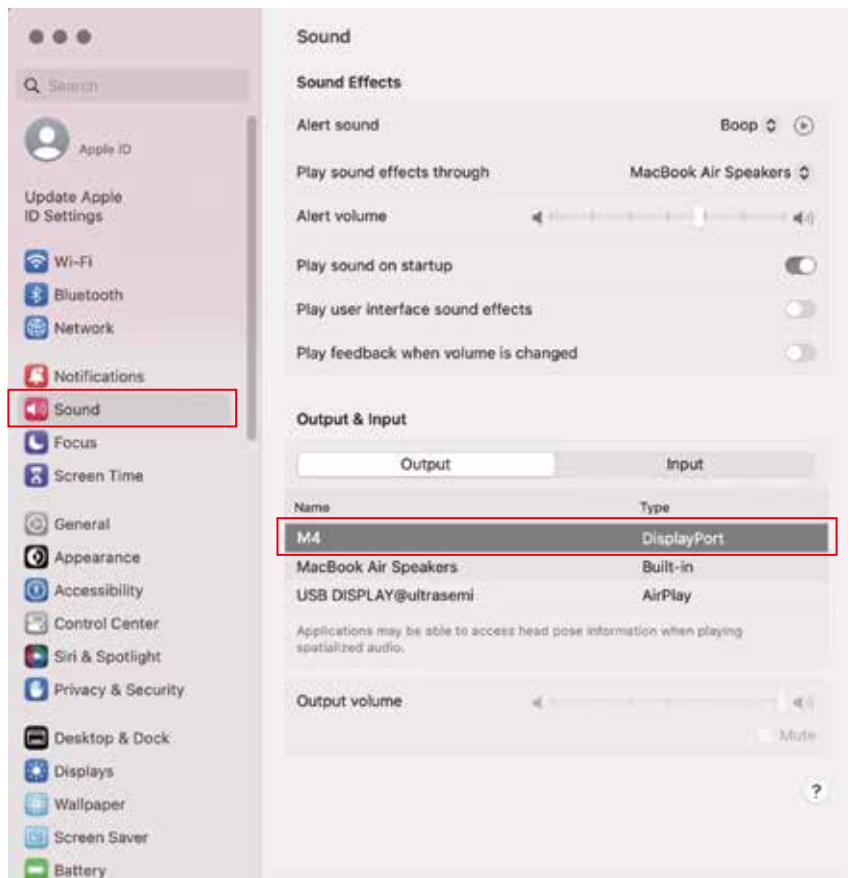 Search
Apple ID
Update Apple
ID Settings
Wi-Fi
Bluetooth
Network
Notifications
Sound
Focus
Screen Time
General
Appearance
Accessibility
Control Center
Siri & Spotlight
Privacy & Security
Desktop & Dock
Displays
Wallpaper
Screen Saver
Battery
Sound
Sound Effects
Alert sound
Boop
Play sound effects through
MacBook Air Speakers
Alert volume
Play sound on startup
Play user interface sound effects
Play feedback when volume is changed
Output & Input
Output Input
Name Type
M4 DisplayPort
MacBook Air Speakers Built-in
USB DISPLAY@ultrasemi AirPlay
Applications may be able to access head pose information when playing
spatialized audio.
Output volume
Mute
?